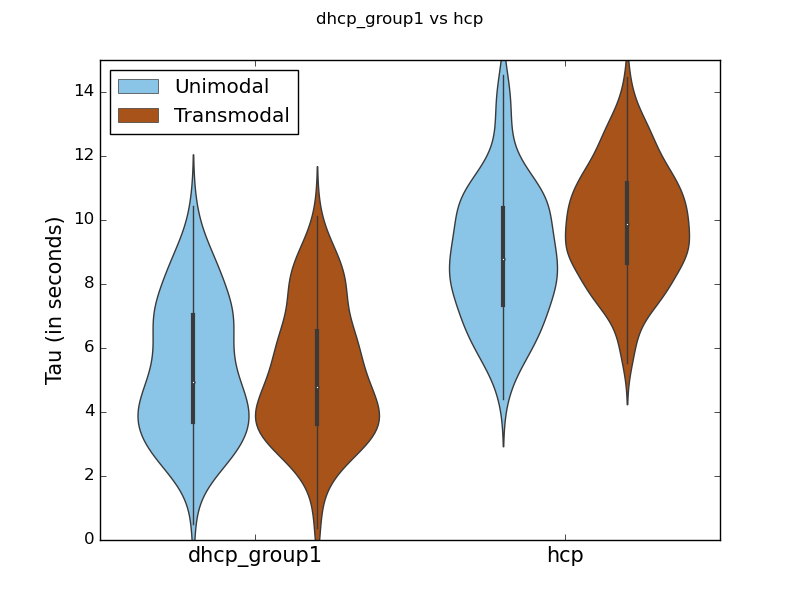 dhcp_group1 vs hcp
Unimodal
Transmodal
Tau (in seconds)
14
12
10
8
6
4
2
0
dhcp_group1
hcp